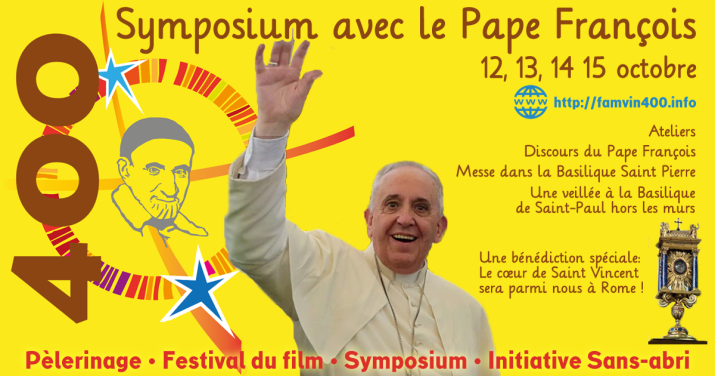 400
Symposium avec le Pape François
12, 13, 14 15 octobre
www
http://famvin400.info
Ateliers
Discours du Pape François
Messe dans la Basilique Saint Pierre
Une veillée à la Basilique
de Saint-Paul hors les murs
Une bénédiction spéciale:
Le cœur de Saint Vincent
sera parmi nous à Rome !
Pèlerinage • Festival du film • Symposium • Initiative Sans-abri